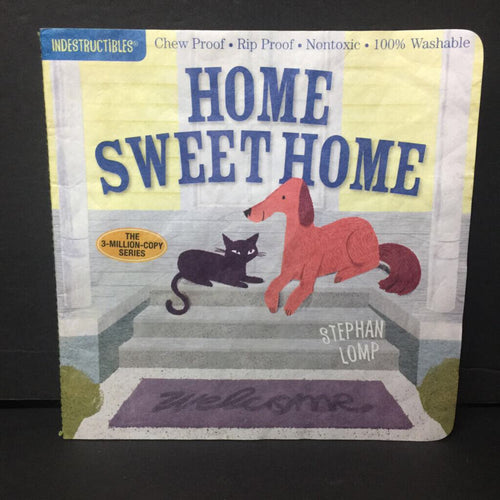 INDESTRUCTIBLES®
Chew Proof • Rip Proof • Nontoxic • 100% Washable
HOME
SWEET HOME
THE
3-MILLION-COPY
SERIES
STEPHAN
LOMP
welcome